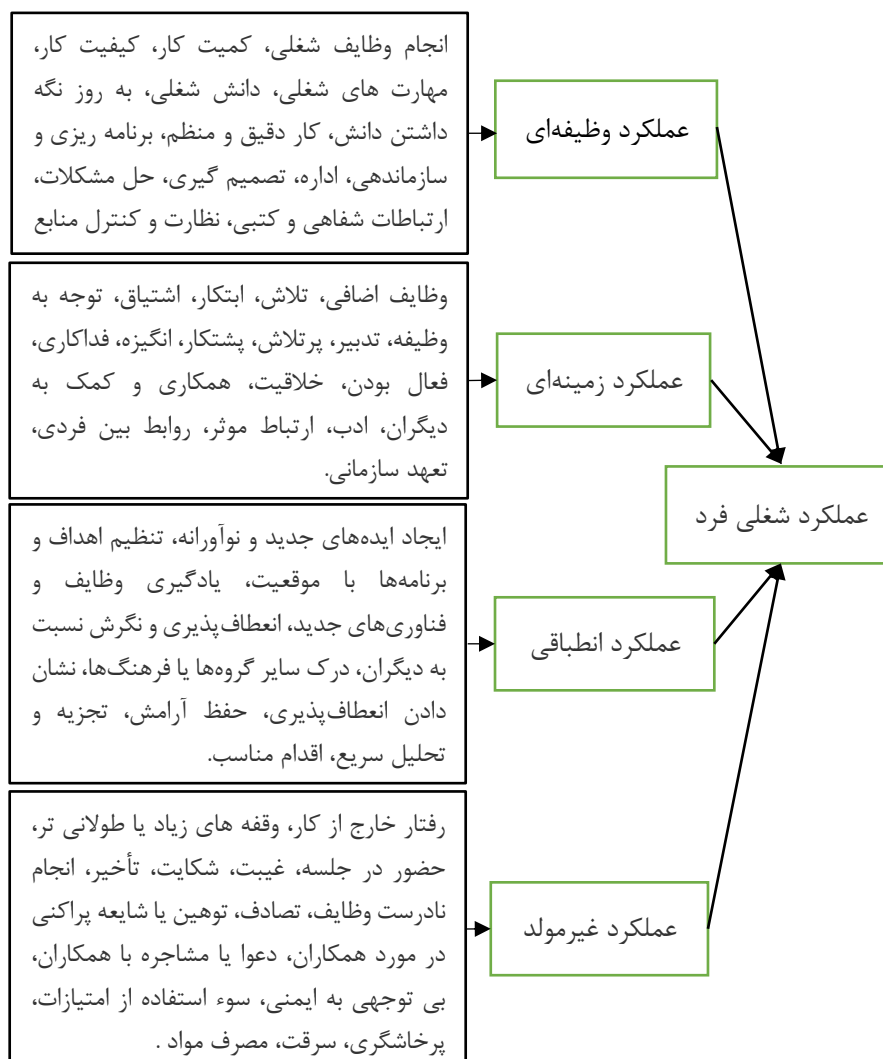 انجام وظایف شغلی، کمیت کار، کیفیت کار،
مهارت های شغلی، دانش شغلی، به روز نگه
داشتن دانش، کار دقیق و منظم، برنامه ریزی و
سازماندهی، اداره، تصمیم گیری، حل مشکلات،
ارتباطات شفاهی و کتبی، نظارت و کنترل منابع
عملکرد وظیفه‌ای
وظایف اضافی، تلاش، ابتکار، اشتیاق، توجه به
وظیفه، تدبیر، پرتلاش، پشتکار، انگیزه، فداکاری،
فعال بودن، خلاقیت، همکاری و کمک به
دیگران، ادب، ارتباط موثر، روابط بین فردی،
تعهد سازمانی.
عملکرد زمینه‌ای
عملکرد شغلی فرد
ایجاد ایده‌های جدید و نوآورانه، تنظیم اهداف و
برنامه‌ها با موقعیت، یادگیری وظایف و
فناوری‌های جدید، انعطاف‌پذیری و نگرش نسبت
به دیگران، درک سایر گروه‌ها یا فرهنگ‌ها، نشان
دادن انعطاف‌پذیری، حفظ آرامش، تجزیه و
تحلیل سریع، اقدام مناسب.
عملکرد انطباقی
رفتار خارج از کار، وقفه های زیاد یا طولانی تر،
حضور در جلسه، غیبت، شکایت، تأخیر، انجام
نادرست وظایف، تصادف، توهین یا شایعه پراکنی
در مورد همکاران، دعوا یا مشاجره با همکاران،
بی توجهی به ایمنی، سوء استفاده از امتیازات،
پرخاشگری، سرقت، مصرف مواد .
عملکرد غیرمولد